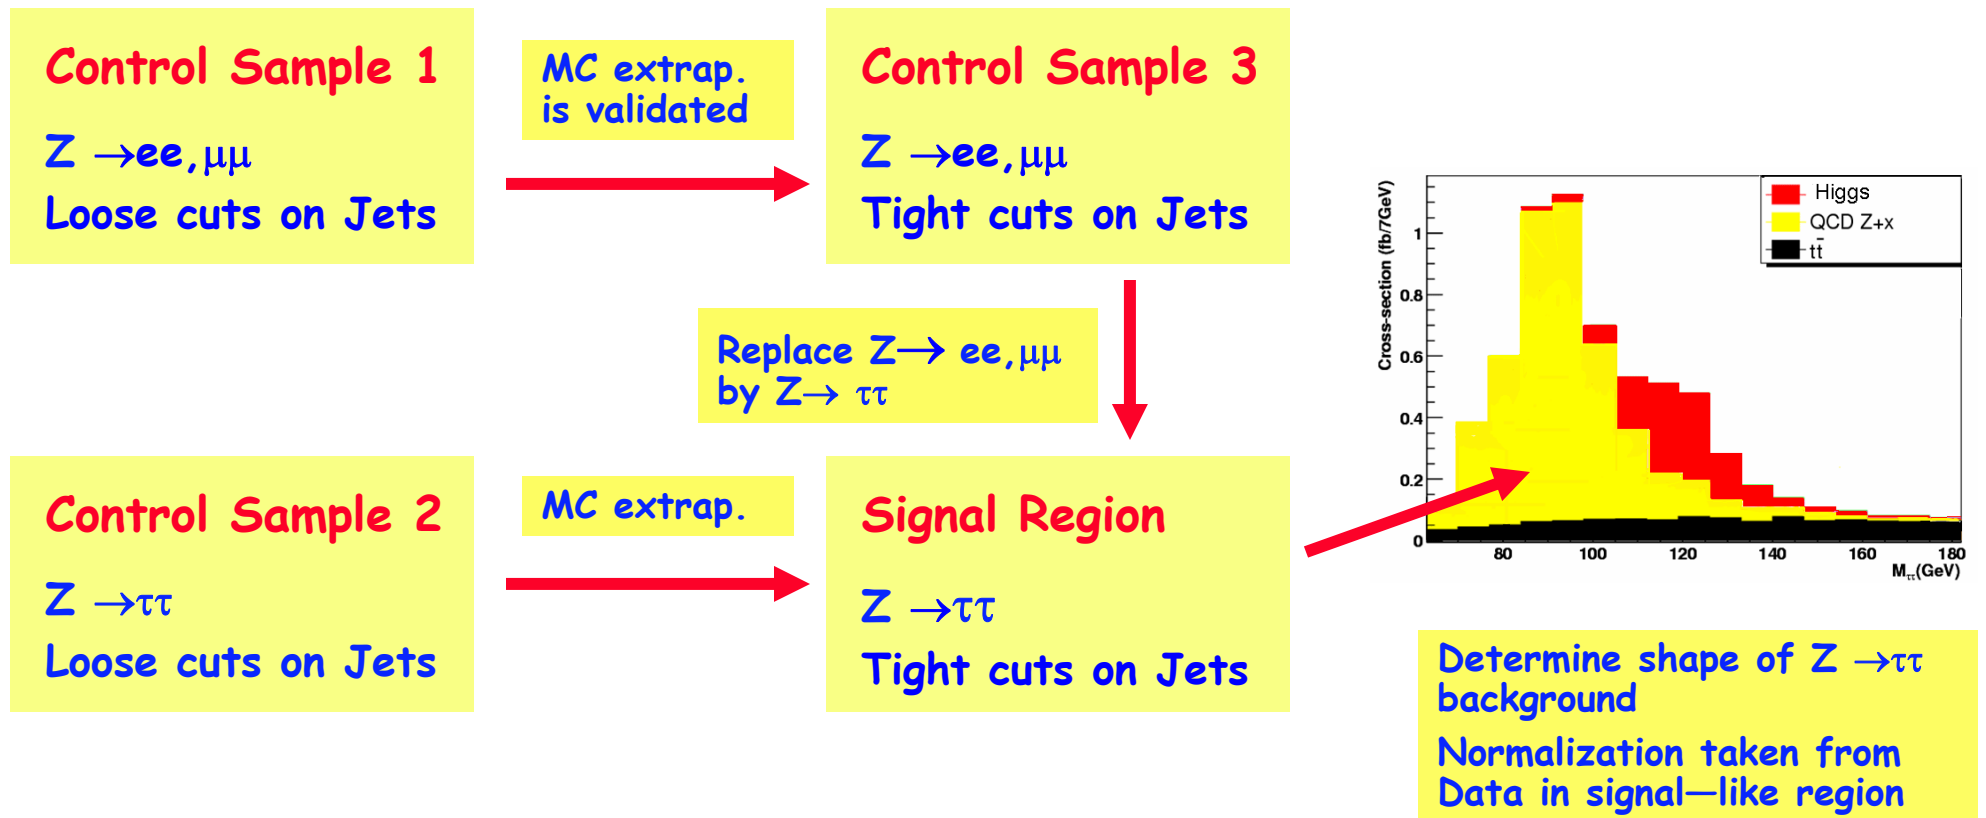 Control Sample 1
Z →ee,μμ
Loose cuts on Jets
MC extrap.
is validated
Control Sample 3
Z →ee,μμ
Tight cuts on Jets
Replace Z→ ee,μμ
by Z→ ττ
Control Sample 2
Z →ττ
Loose cuts on Jets
MC extrap.
Signal Region
Z →ττ
Tight cuts on Jets
Cross-section (fb/7GeV)
1
0.8
0.6
0.4
0.2
0
80 100 120 140 160 180
Mττ(GeV)
Higgs
QCD Z+x
tt̄
Determine shape of Z →ττ
background
Normalization taken from
Data in signal—like region